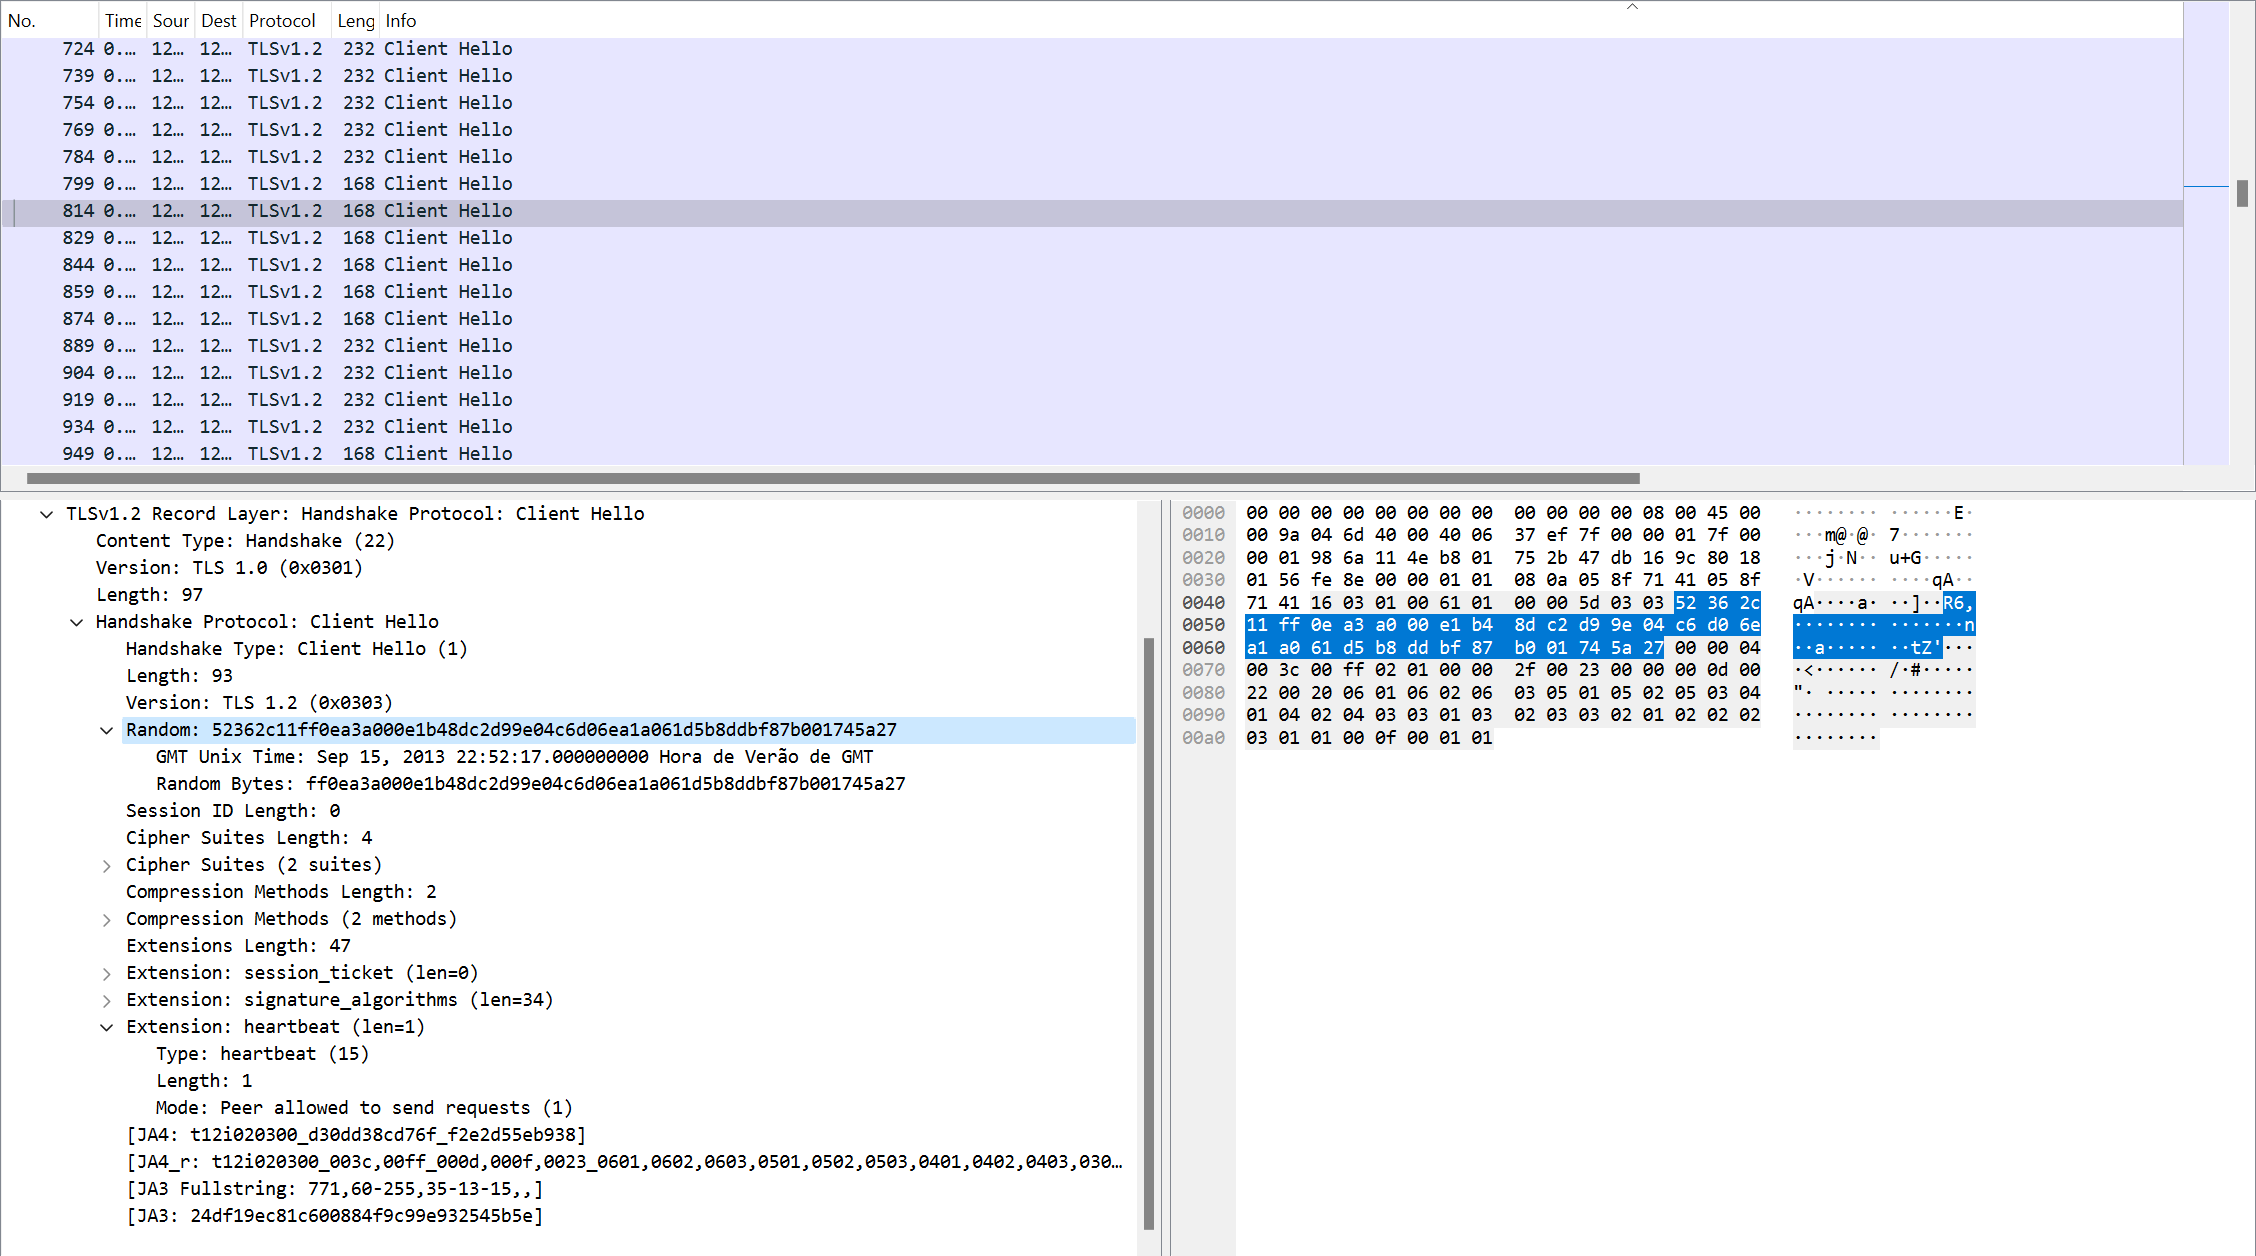 No. Time Sour Dest Protocol Leng Info
724 0.… 12… 12… TLSv1.2 232 Client Hello
739 0.… 12… 12… TLSv1.2 232 Client Hello
754 0.… 12… 12… TLSv1.2 232 Client Hello
769 0.… 12… 12… TLSv1.2 232 Client Hello
784 0.… 12… 12… TLSv1.2 232 Client Hello
799 0.… 12… 12… TLSv1.2 168 Client Hello
814 0.… 12… 12… TLSv1.2 168 Client Hello
829 0.… 12… 12… TLSv1.2 168 Client Hello
844 0.… 12… 12… TLSv1.2 168 Client Hello
859 0.… 12… 12… TLSv1.2 168 Client Hello
874 0.… 12… 12… TLSv1.2 168 Client Hello
889 0.… 12… 12… TLSv1.2 232 Client Hello
904 0.… 12… 12… TLSv1.2 232 Client Hello
919 0.… 12… 12… TLSv1.2 232 Client Hello
934 0.… 12… 12… TLSv1.2 232 Client Hello
949 0.… 12… 12… TLSv1.2 168 Client Hello
TLSv1.2 Record Layer: Handshake Protocol: Client Hello
Content Type: Handshake (22)
Version: TLS 1.0 (0x0301)
Length: 97
Handshake Protocol: Client Hello
Handshake Type: Client Hello (1)
Length: 93
Version: TLS 1.2 (0x0303)
Random: 52362c11ff0ea3a000e1b48dc2d99e04c6d06ea1a061d5b8ddbf87b001745a27
GMT Unix Time: Sep 15, 2013 22:52:17.000000000 Hora de Verão de GMT
Random Bytes: ff0ea3a000e1b48dc2d99e04c6d06ea1a061d5b8ddbf87b001745a27
Session ID Length: 0
Cipher Suites Length: 4
Cipher Suites (2 suites)
Compression Methods Length: 2
Compression Methods (2 methods)
Extensions Length: 47
Extension: session_ticket (len=0)
Extension: signature_algorithms (len=34)
Extension: heartbeat (len=1)
Type: heartbeat (15)
Length: 1
Mode: Peer allowed to send requests (1)
[JA4: t12i020300_d30dd38cd76f_f2e2d55eb938]
[JA4_r: t12i020300_003c,00ff_000d,000f,0023_0601,0602,0603,0501,0502,0503,0401,0402,0403,030…
[JA3 Fullstring: 771,60-255,35-13-15,,]
[JA3: 24df19ec81c600884f9c99e932545b5e]
0000 00 00 00 00 00 00 00 00 00 00 00 00 08 00 45 00 ········ ······E·
0010 00 9a 04 6d 40 00 40 06 37 ef 7f 00 00 01 7f 00 ···m@·@· 7·······
0020 00 01 98 6a 11 4e b8 01 75 2b 47 db 16 9c 80 18 ···j·N·· u+G·····
0030 01 56 fe 8e 00 00 01 01 08 0a 05 8f 71 41 05 8f ·V······ ····qA··
0040 71 41 16 03 01 00 61 01 00 00 5d 03 03 52 36 2c qA····a· ··]··R6,
0050 11 ff 0e a3 a0 00 e1 b4 8d c2 d9 9e 04 c6 d0 6e ········ ·······n
0060 a1 a0 61 d5 b8 dd bf 87 b0 01 74 5a 27 00 00 04 ··a····· ··tZ'···
0070 00 3c 00 ff 02 01 00 00 2f 00 23 00 00 00 0d 00 ·<······ /·#·····
0080 22 00 20 06 01 06 02 06 03 05 01 05 02 05 03 04 "· ····· ········
0090 01 04 02 04 03 03 01 03 02 03 03 02 01 02 02 02 ········ ········
00a0 03 01 01 00 0f 00 01 01 ········